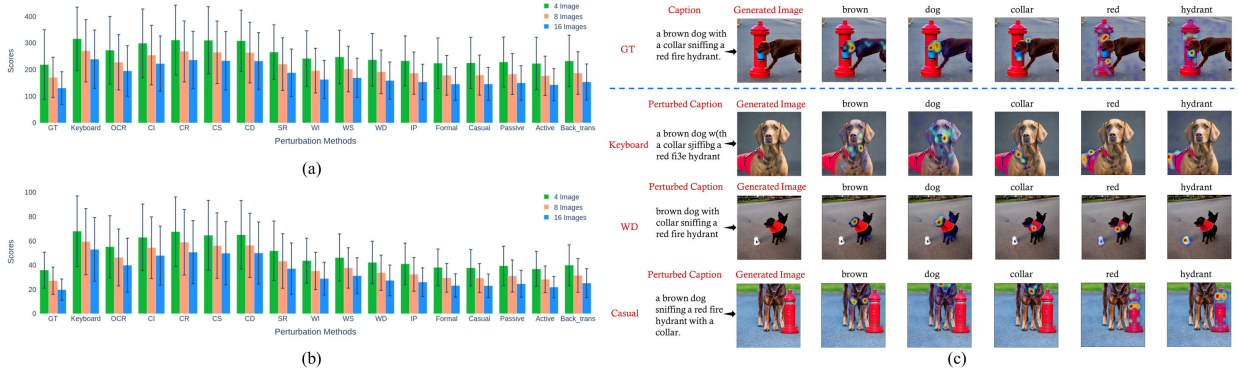 400
300
200
100
0
Scores
4 Image
8 Images
16 Images
GT Keyboard OCR CI CR CS CD SR WI WS WD IP Formal Casual Passive Active Back_trans
Perturbation Methods
(a)
100
80
60
40
20
0
Scores
4 Image
8 Images
16 Images
GT Keyboard OCR CI CR CS CD SR WI WS WD IP Formal Casual Passive Active Back_trans
Perturbation Methods
(b)
Caption Generated Image brown dog collar red hydrant
GT
a brown dog with
a collar sniffing a
red fire hydrant.
Perturbed Caption Generated Image brown dog collar red hydrant
Keyboard
a brown dog w(th
a collar sjiffibg a
red fi3e hydrant
Perturbed Caption Generated Image brown dog collar red hydrant
WD
brown dog with
collar sniffing a
red fire hydrant
Perturbed Caption Generated Image brown dog collar red hydrant
Casual
a brown dog
sniffing a red fire
hydrant with a
collar.
(c)